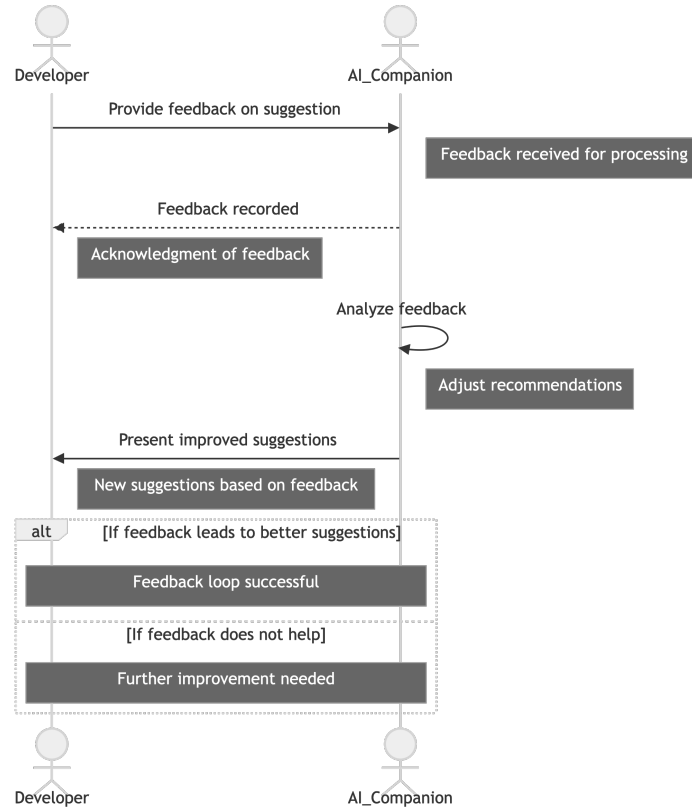 Developer
AI_Companion
Provide feedback on suggestion
Feedback received for processing
Feedback recorded
Acknowledgment of feedback
Analyze feedback
Adjust recommendations
Present improved suggestions
New suggestions based on feedback
alt
[If feedback leads to better suggestions]
Feedback loop successful
[If feedback does not help]
Further improvement needed
Developer
AI_Companion